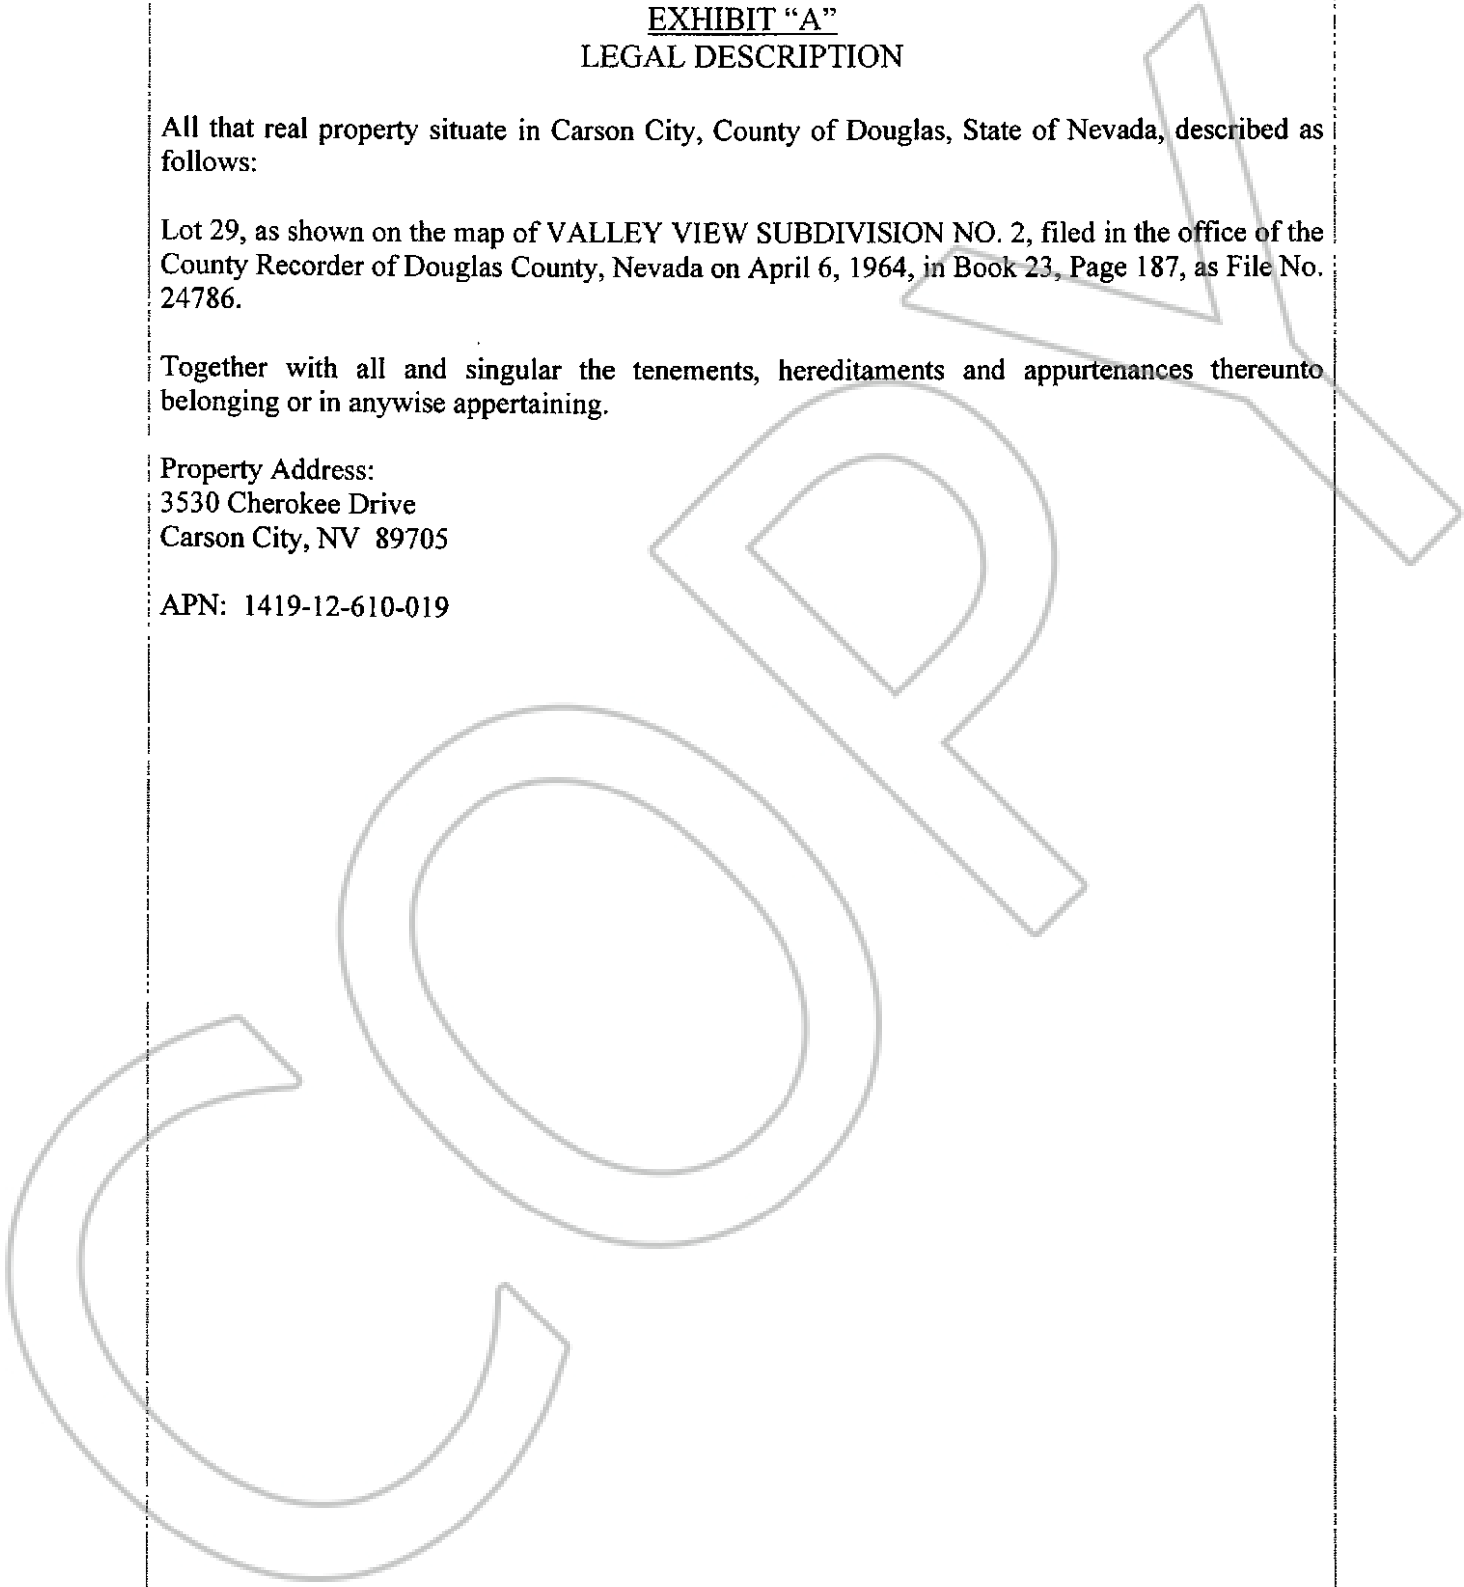 EXHIBIT “A”
LEGAL DESCRIPTION
All that real property situate in Carson City, County of Douglas, State of Nevada, described as
follows:
Lot 29, as shown on the map of VALLEY VIEW SUBDIVISION NO. 2, filed in the office of the
County Recorder of Douglas County, Nevada on April 6, 1964, in Book 23, Page 187, as File No.
24786.
Together with all and singular the tenements, hereditaments and appurtenances thereunto
belonging or in anywise appertaining.
Property Address:
3530 Cherokee Drive
Carson City, NV 89705
APN: 1419-12-610-019
COPY